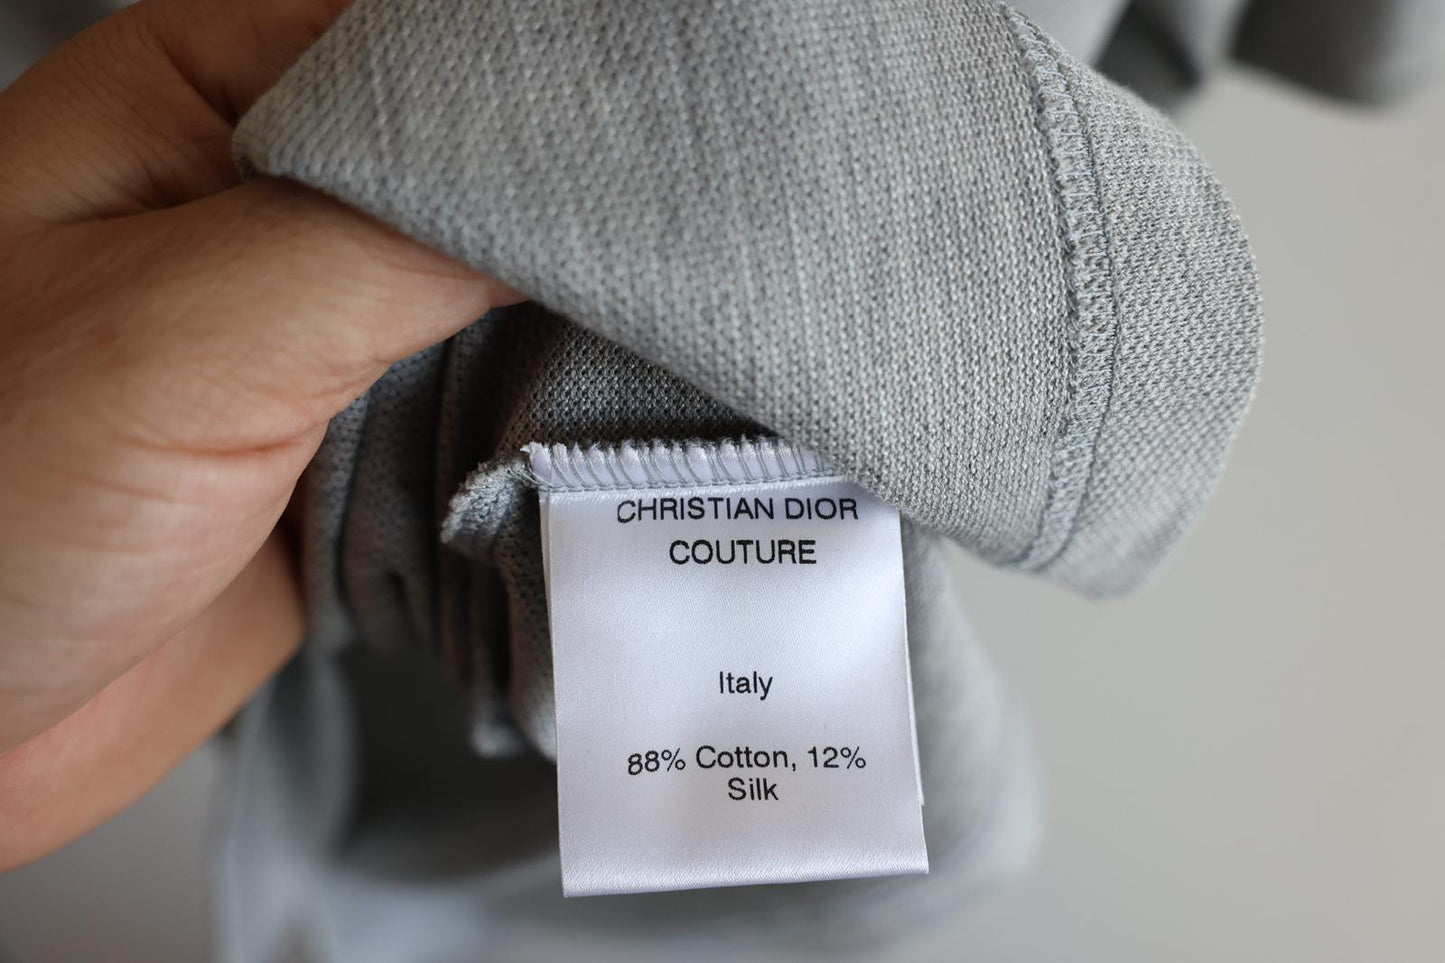 CHRISTIAN DIOR
COUTURE
Italy
88% Cotton, 12%
Silk